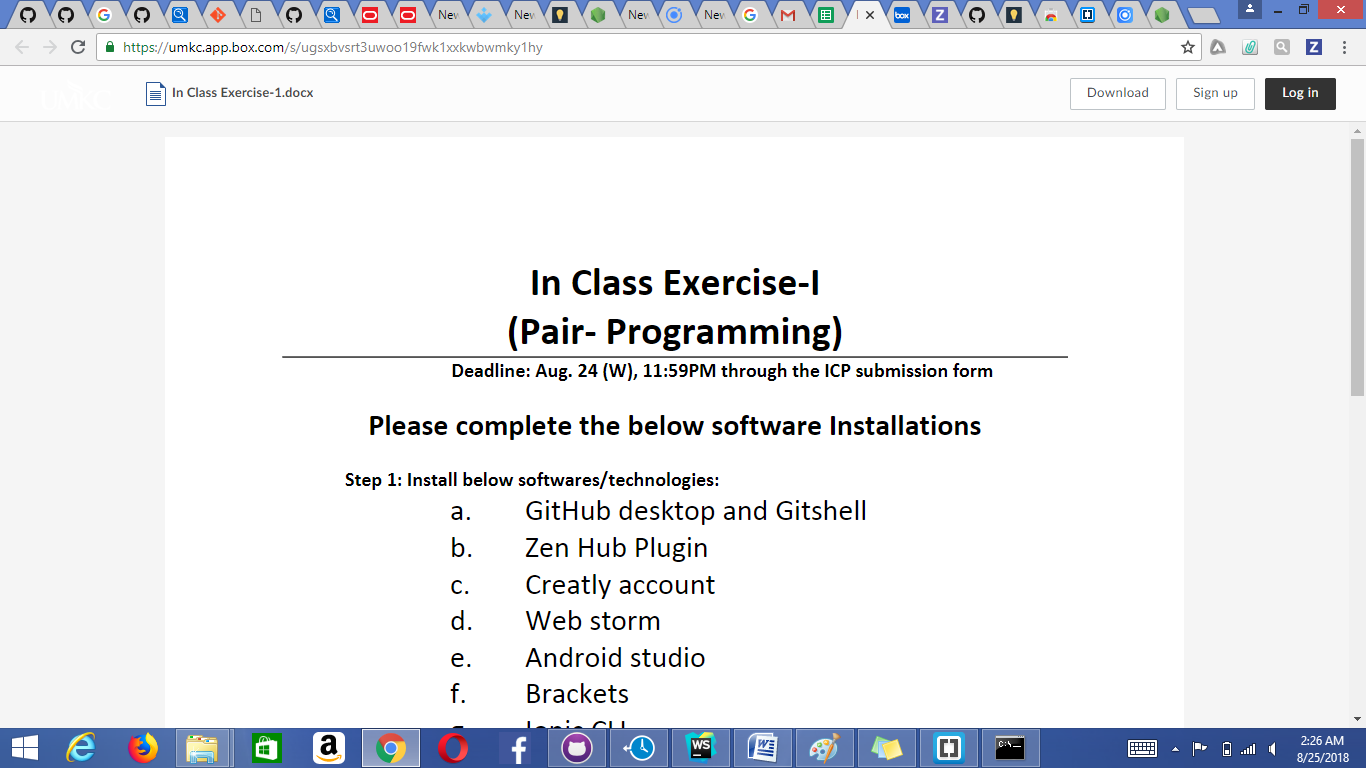 New
New
New
New
box
https://umkc.app.box.com/s/ugsxbvsrt3uwoo19fwk1xxkwbwmky1hy
UMKC
In Class Exercise-1.docx
Download
Sign up
Log in
In Class Exercise-I
(Pair- Programming)
Deadline: Aug. 24 (W), 11:59PM through the ICP submission form
Please complete the below software Installations
Step 1: Install below softwares/technologies:
a. GitHub desktop and Gitshell
b. Zen Hub Plugin
c. Creatly account
d. Web storm
e. Android studio
f. Brackets
2:26 AM
8/25/2018